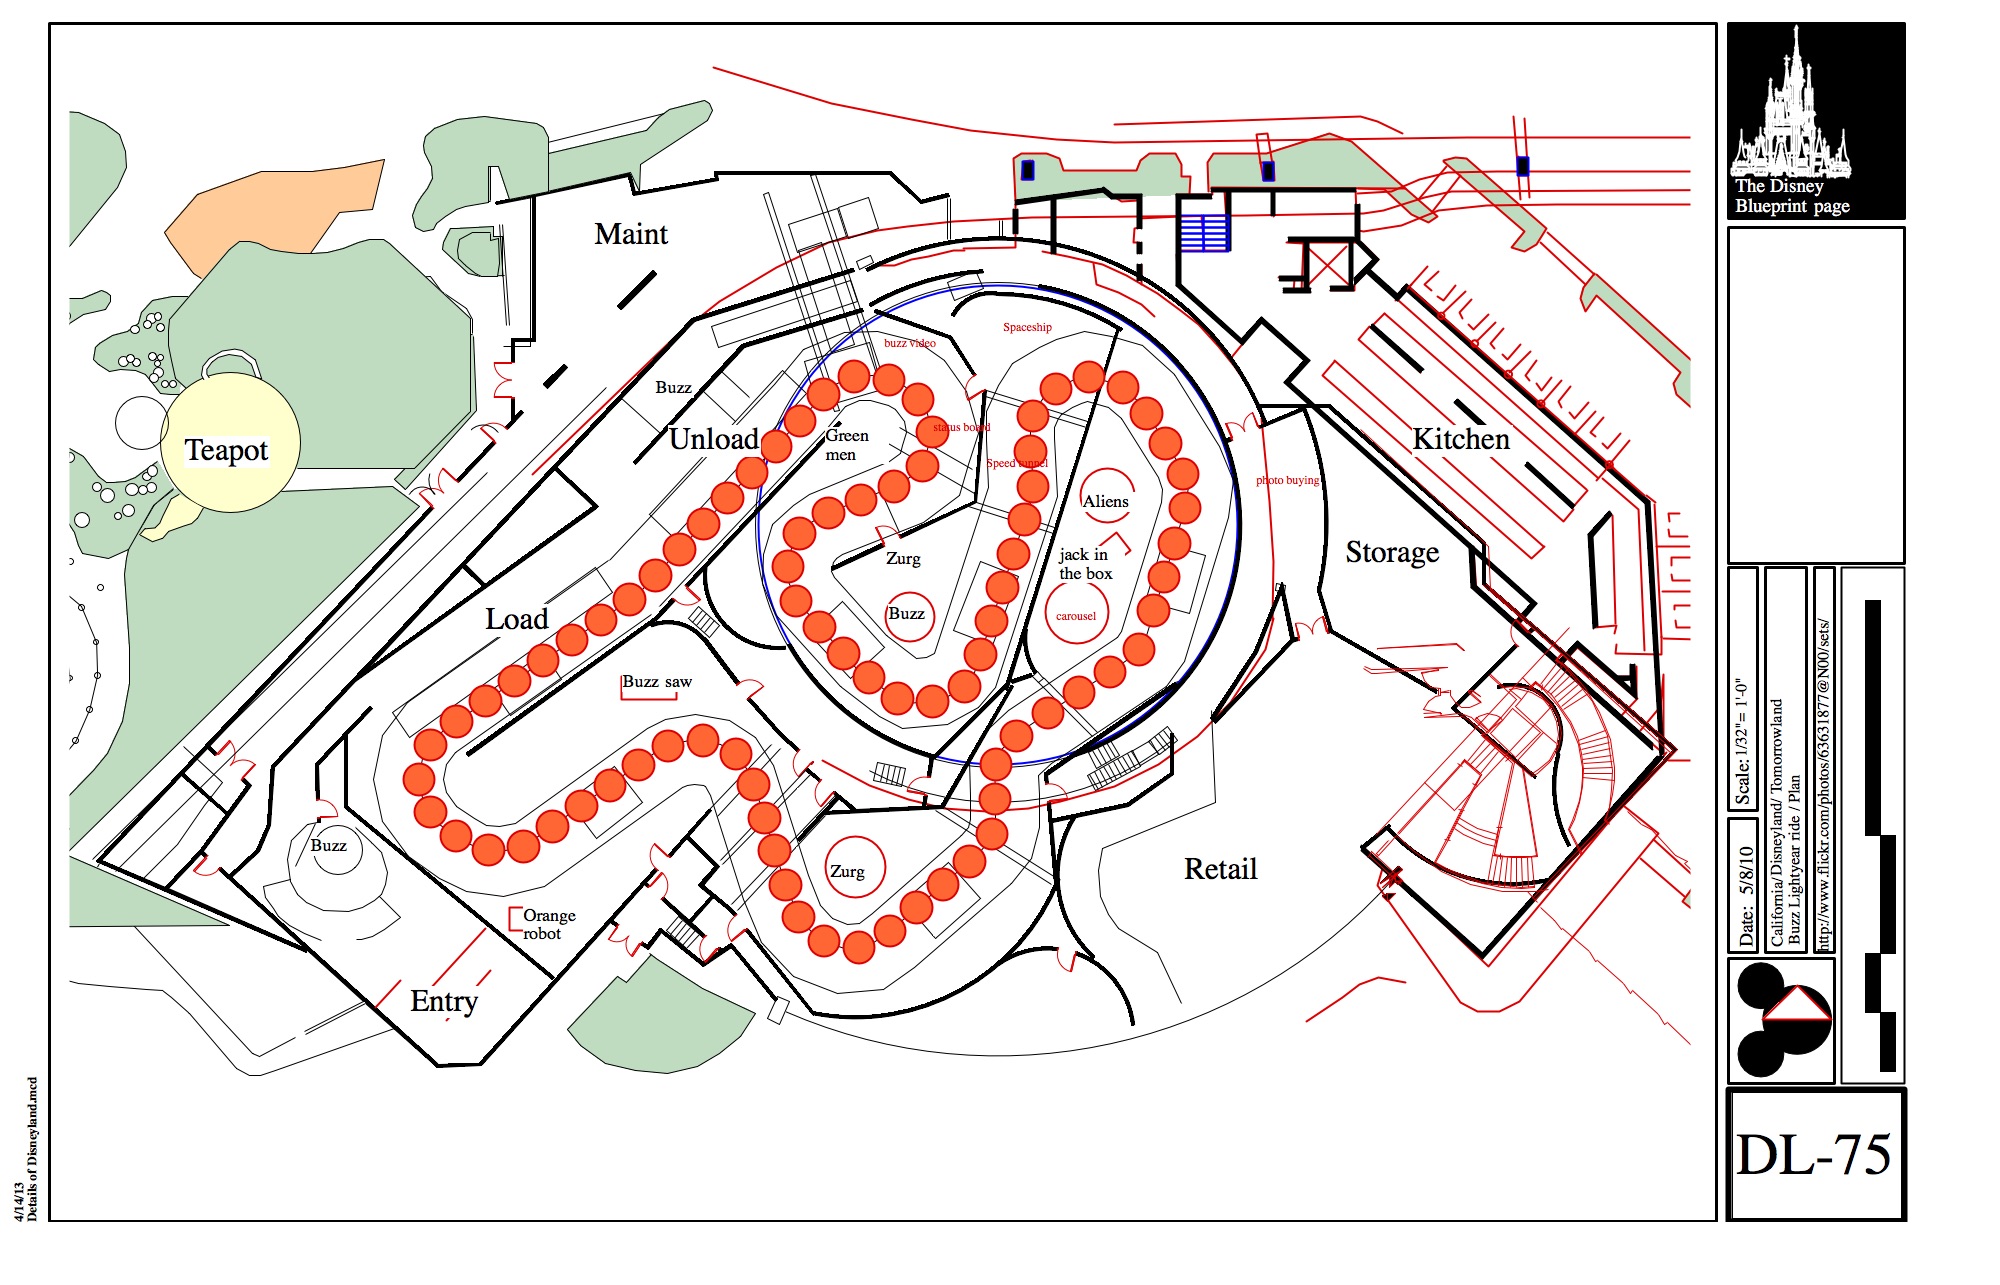 Maint
Spaceship
buzz video
Buzz
Unload
Green
men
status board
Speed tunnel
Kitchen
Teapot
photo buying
Aliens
Storage
Zurg
jack in
the box
Load
Buzz
carousel
Buzz saw
Buzz
Zurg
Retail
Orange
robot
Entry
The Disney
Blueprint page
Scale: 1/32"= 1'-0"
Date: 5/8/10
California/ Disneyland/ Tomorrowland
Buzz Lightyear ride / Plan
http://www.flickr.com/photos/63631877@N00/sets/
DL-75
4/14/13
Details of Disneyland.mcd